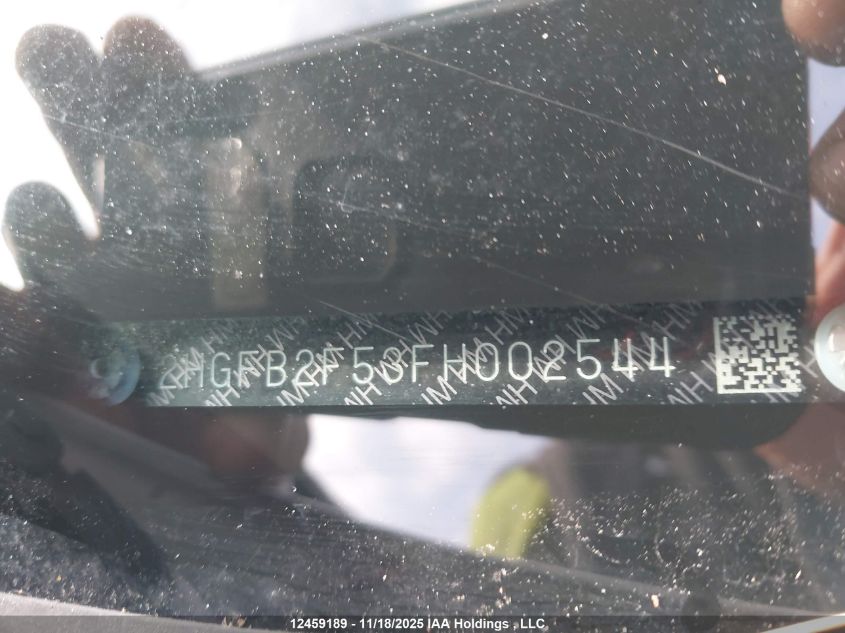 2HGFB2F53FH002544
12459189 - 11/18/2025 IAA Holdings , LLC.